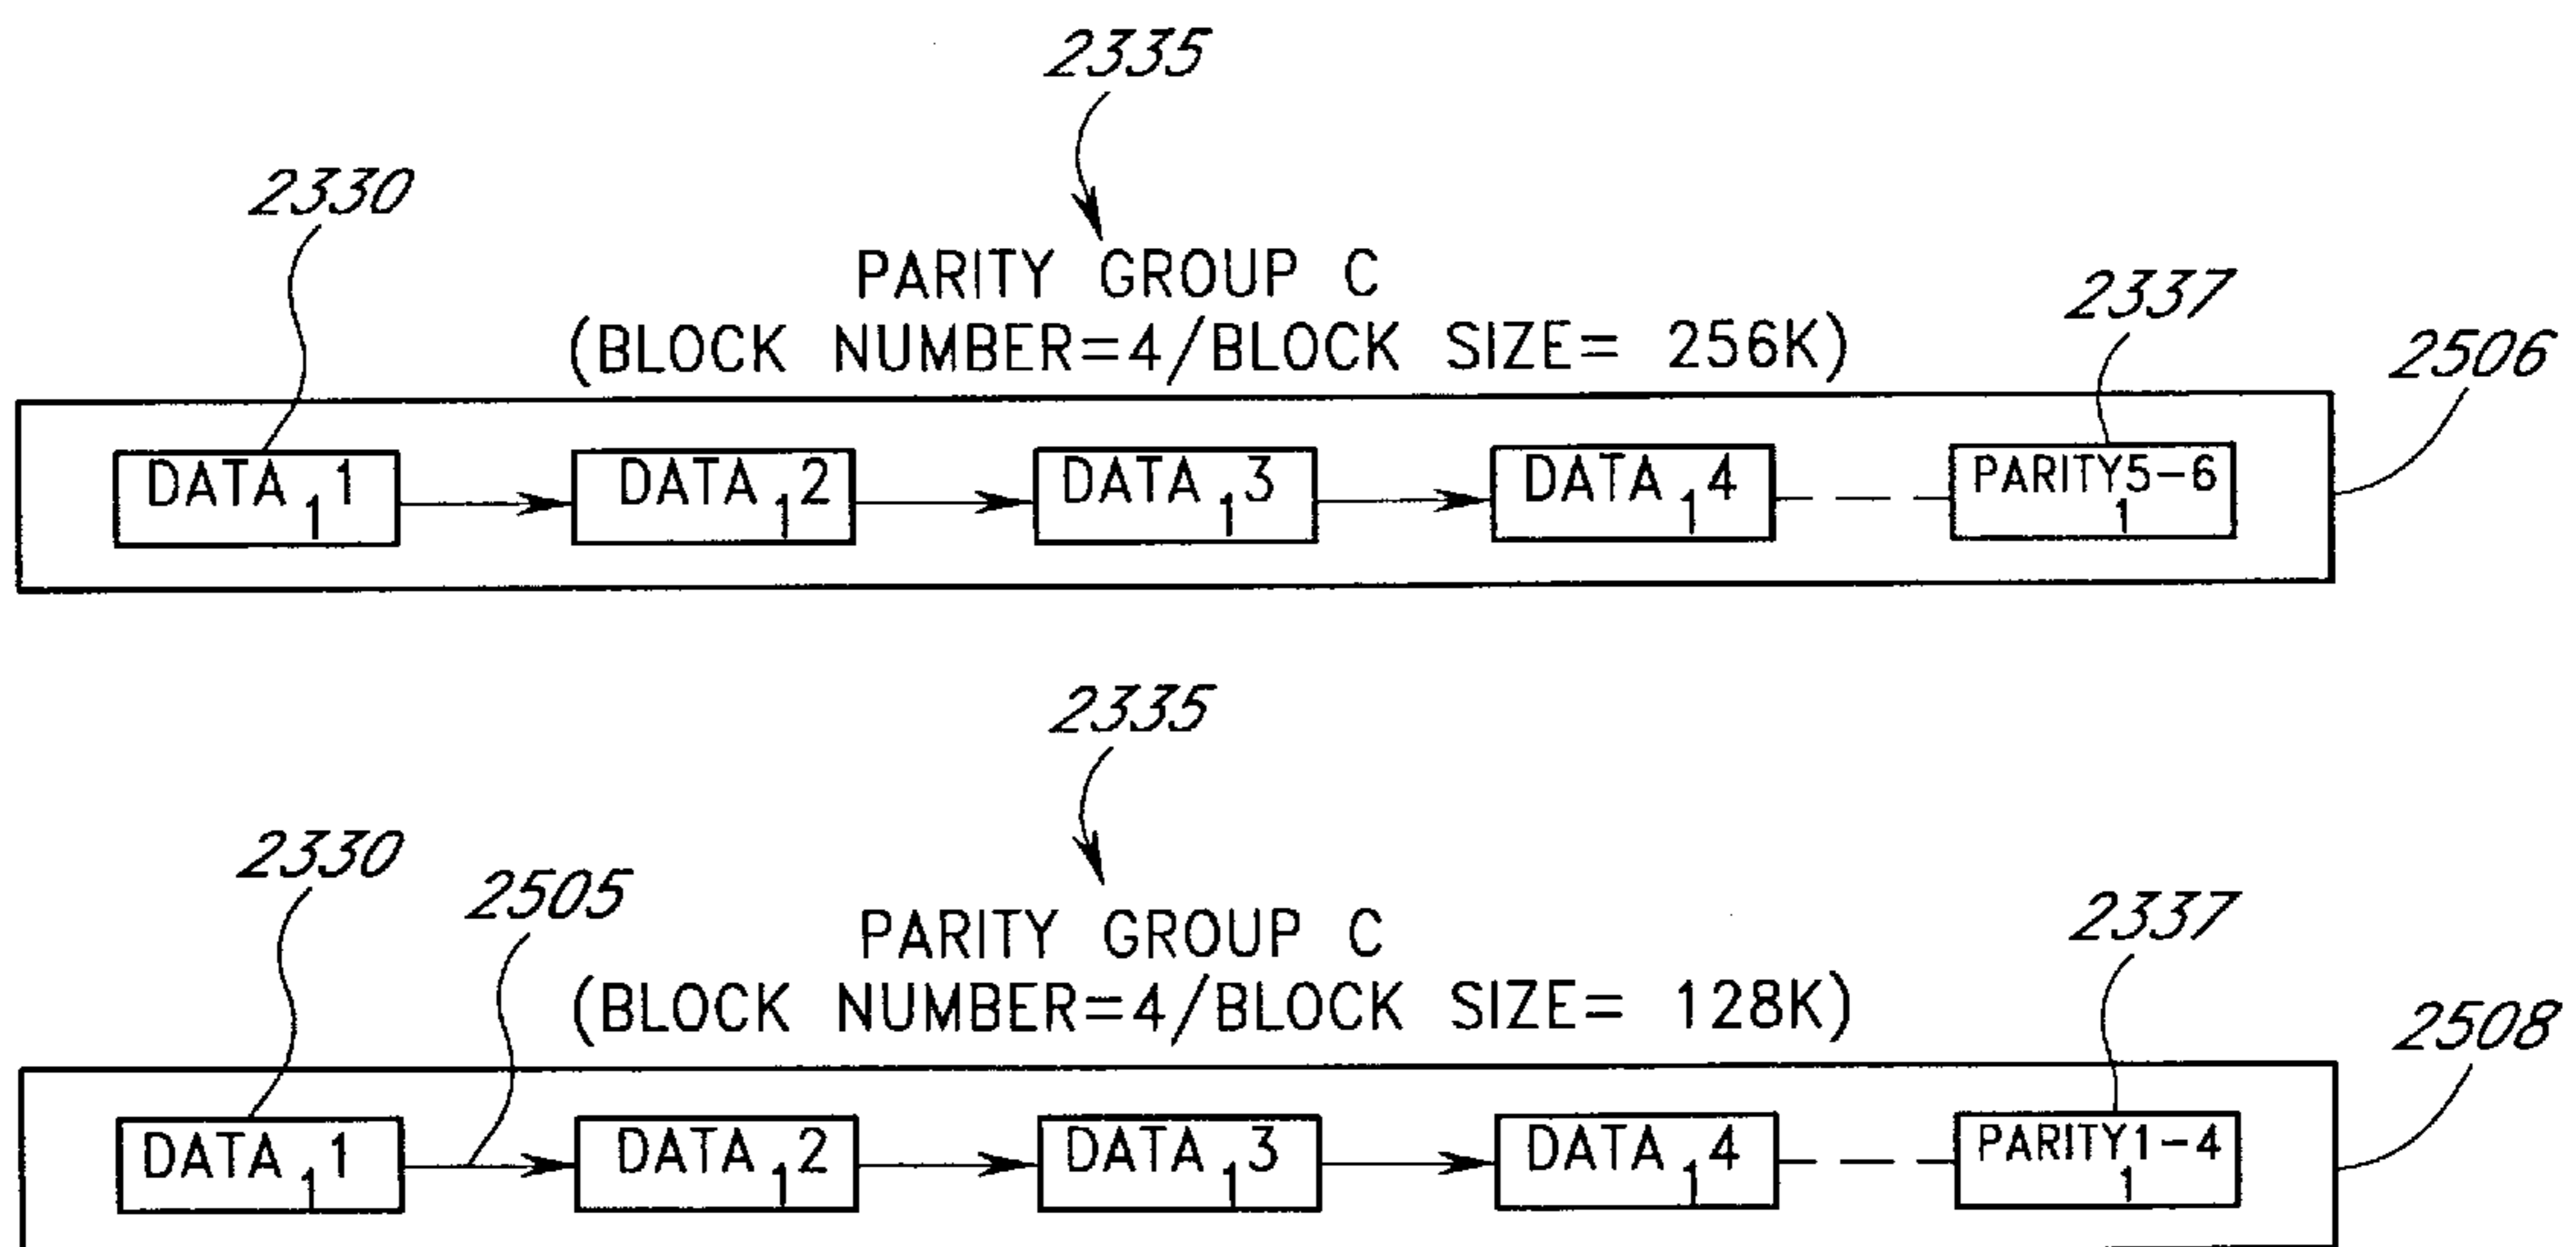 2335
2330
PARITY GROUP C
2337
(BLOCK NUMBER=4/BLOCK SIZE= 256K)
2506
DATA 1 1
DATA 1 2
DATA 1 3
DATA 1 4
PARITY5-6
1
2335
2330
2505
PARITY GROUP C
2337
(BLOCK NUMBER=4/BLOCK SIZE= 128K)
2508
DATA 1 1
DATA 1 2
DATA 1 3
DATA 1 4
PARITY1-4
1